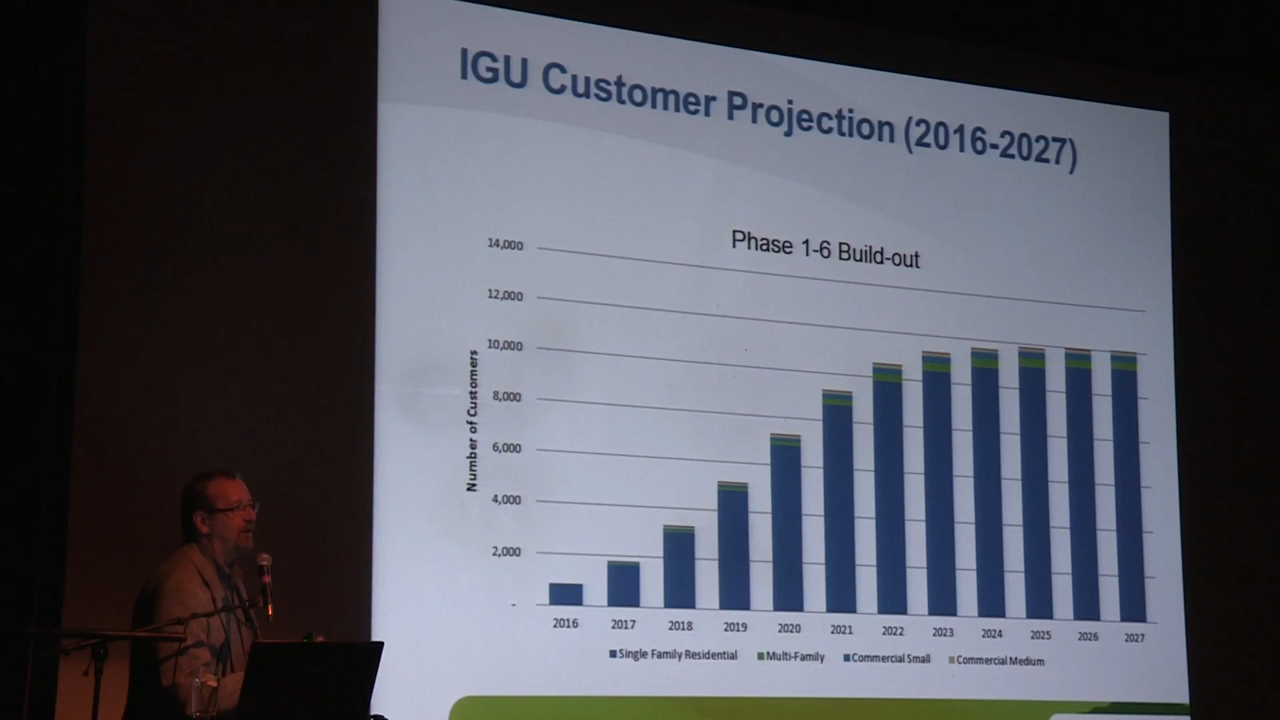 IGU Customer Projection (2016-2027)
Phase 1-6 Build-out
Number of Customers
14,000
12,000
10,000
8,000
6,000
4,000
2,000
-
2016 2017 2018 2019 2020 2021 2022 2023 2024 2025 2026 2027
Single Family Residential Multi-Family Commercial Small Commercial Medium